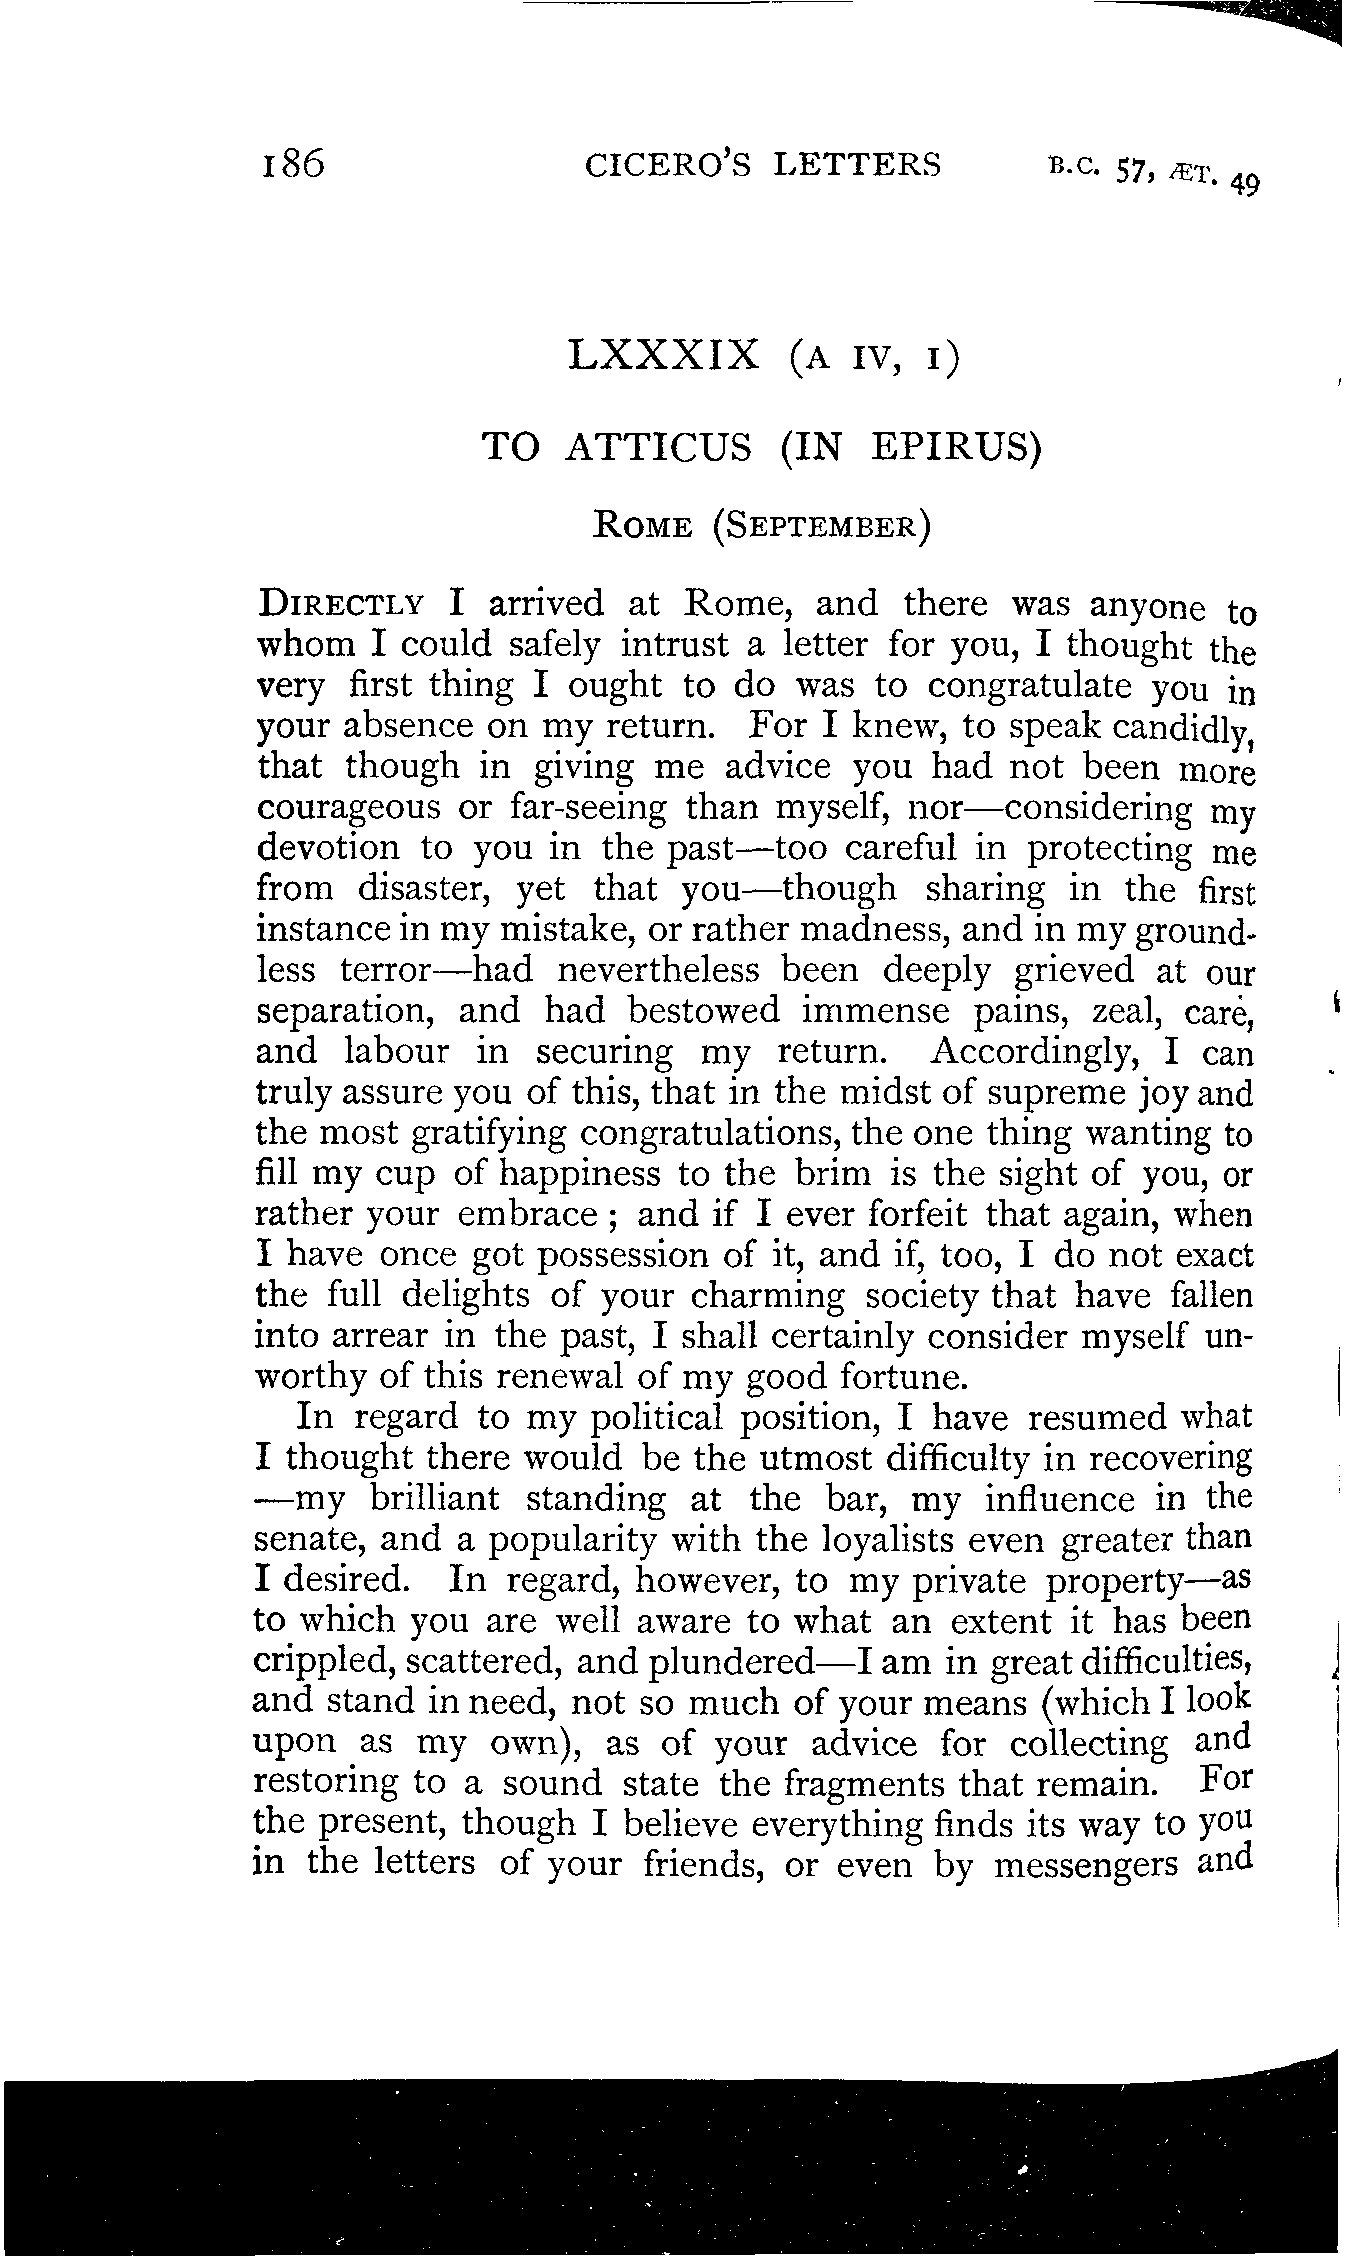 186 CICERO'S LETTERS B.C. 57, ÆT. 49
LXXXIX (A IV, 1)
TO ATTICUS (IN EPIRUS)
ROME (SEPTEMBER)
DIRECTLY I arrived at Rome, and there was anyone to
whom I could safely intrust a letter for you, I thought the
very first thing I ought to do was to congratulate you in
your absence on my return. For I knew, to speak candidly,
that though in giving me advice you had not been more
courageous or far-seeing than myself, nor—considering my
devotion to you in the past—too careful in protecting me
from disaster, yet that you—though sharing in the first
instance in my mistake, or rather madness, and in my ground-
less terror—had nevertheless been deeply grieved at our
separation, and had bestowed immense pains, zeal, care,
and labour in securing my return. Accordingly, I can
truly assure you of this, that in the midst of supreme joy and
the most gratifying congratulations, the one thing wanting to
fill my cup of happiness to the brim is the sight of you, or
rather your embrace ; and if I ever forfeit that again, when
I have once got possession of it, and if, too, I do not exact
the full delights of your charming society that have fallen
into arrear in the past, I shall certainly consider myself un-
worthy of this renewal of my good fortune.
In regard to my political position, I have resumed what
I thought there would be the utmost difficulty in recovering
—my brilliant standing at the bar, my influence in the
senate, and a popularity with the loyalists even greater than
I desired. In regard, however, to my private property—as
to which you are well aware to what an extent it has been
crippled, scattered, and plundered—I am in great difficulties,
and stand in need, not so much of your means (which I look
upon as my own), as of your advice for collecting and
restoring to a sound state the fragments that remain. For
the present, though I believe everything finds its way to you
in the letters of your friends, or even by messengers and